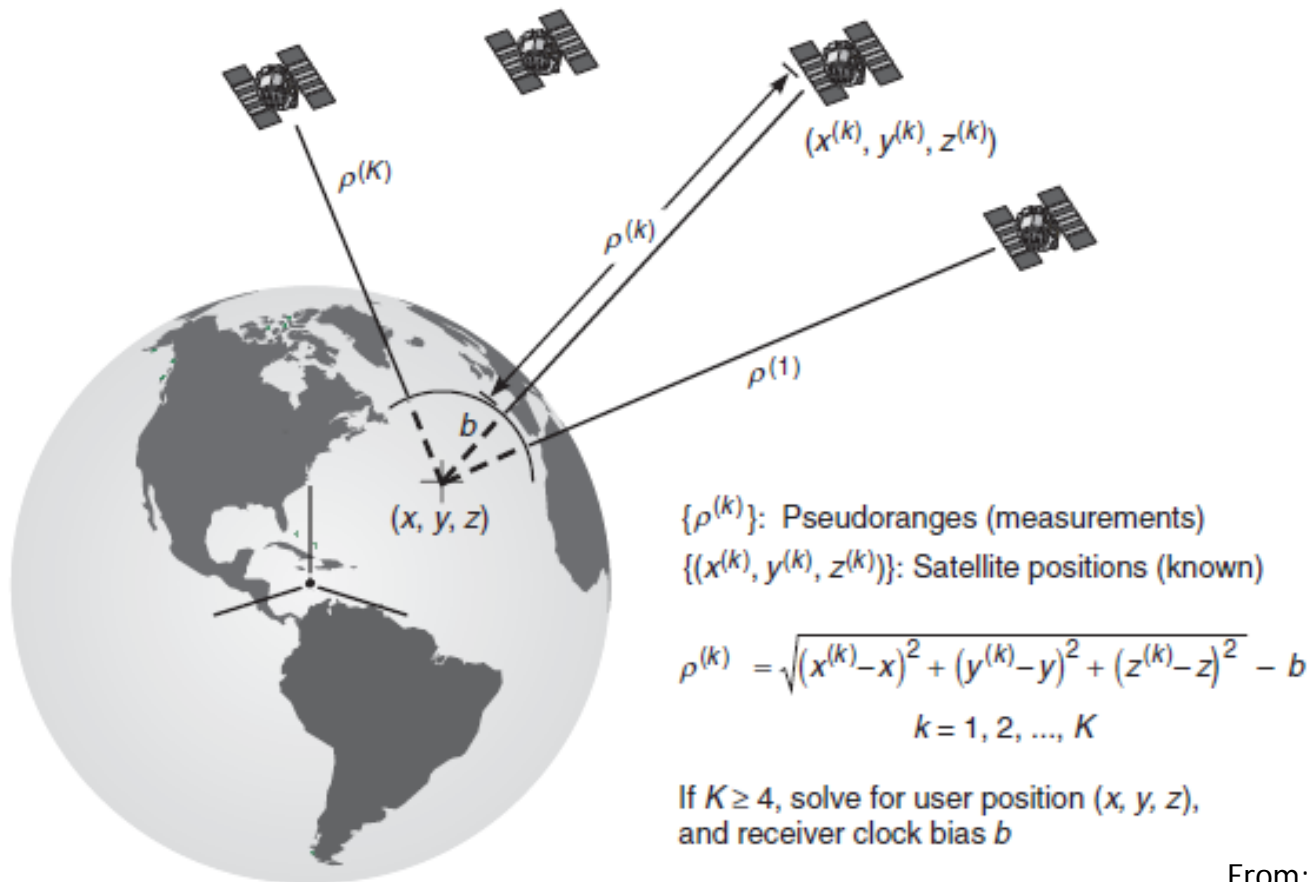 (x^(k), y^(k), z^(k))
ρ^(K)
ρ^(k)
ρ^(1)
b
(x, y, z)
{ρ^(k)}: Pseudoranges (measurements)
{(x^(k), y^(k), z^(k))}: Satellite positions (known)
ρ^(k) = √(x^(k)−x)² + (y^(k)−y)² + (z^(k)−z)² − b
k = 1, 2, ..., K
If K ≥ 4, solve for user position (x, y, z),
and receiver clock bias b
From: